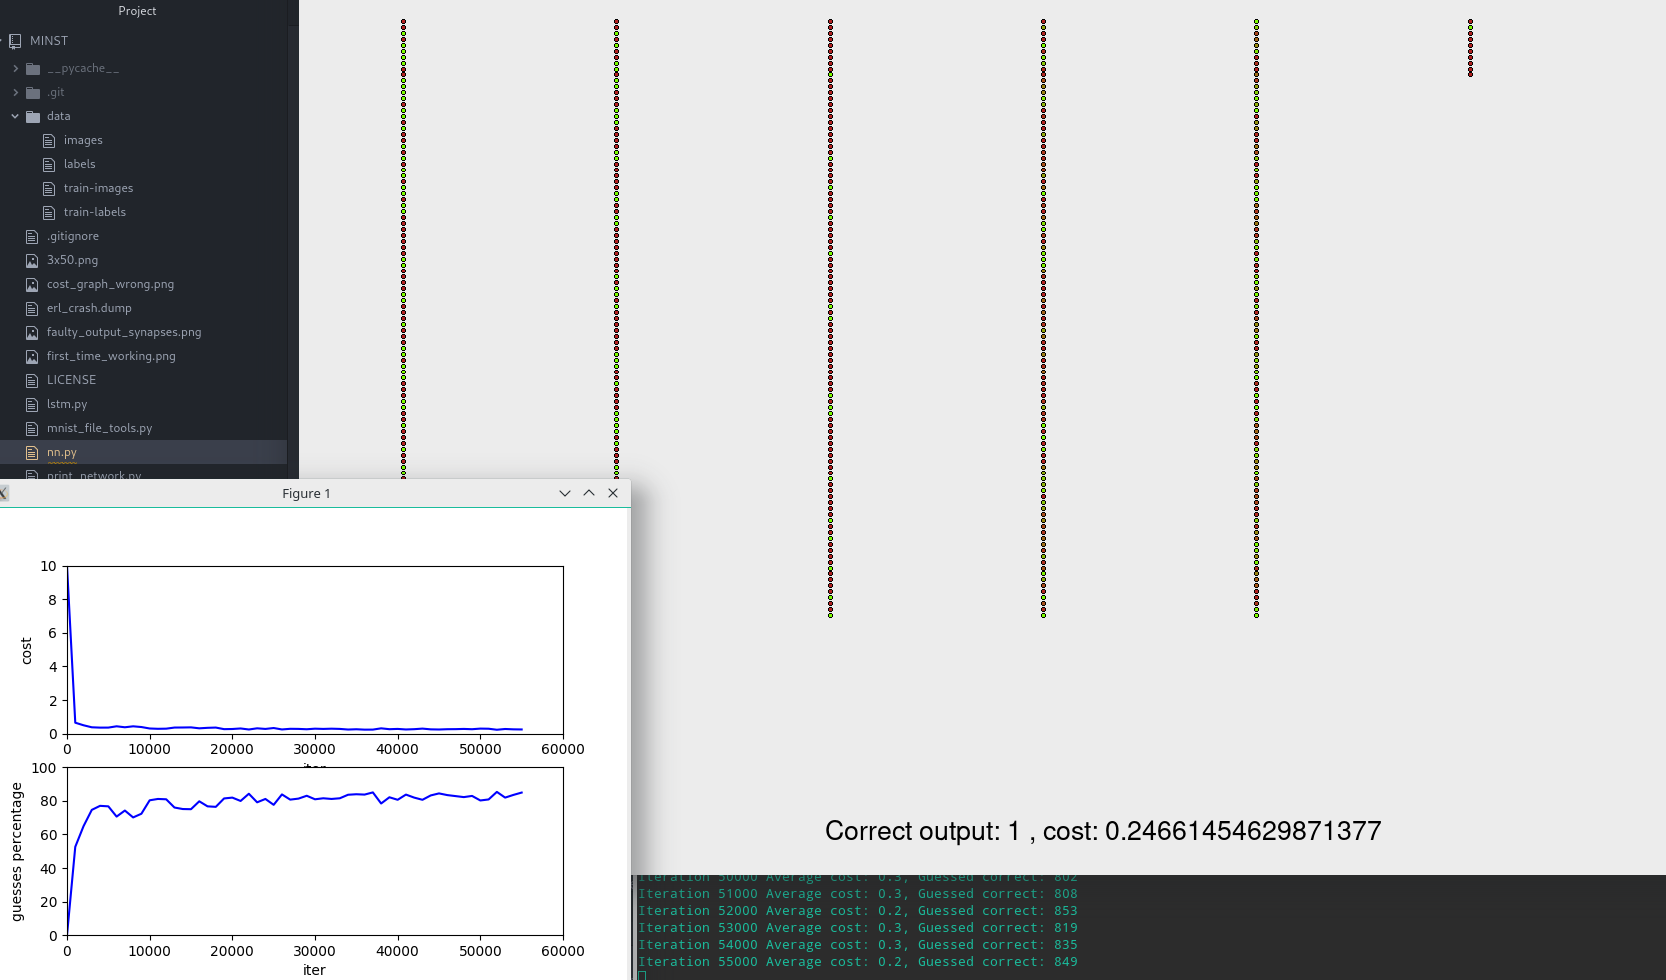 Project
MINST
__pycache__
.git
data
images
labels
train-images
train-labels
.gitignore
3x50.png
cost_graph_wrong.png
erl_crash.dump
faulty_output_synapses.png
first_time_working.png
LICENSE
lstm.py
mnist_file_tools.py
nn.py
print_network.py
Figure 1
10
8
6
4
2
0
cost
0 10000 20000 30000 40000 50000 60000
iter
100
80
60
40
20
0
guesses percentage
0 10000 20000 30000 40000 50000 60000
iter
Correct output: 1 , cost: 0.24661454629871377
Iteration 50000 Average cost: 0.3, Guessed correct: 802
Iteration 51000 Average cost: 0.3, Guessed correct: 808
Iteration 52000 Average cost: 0.2, Guessed correct: 853
Iteration 53000 Average cost: 0.3, Guessed correct: 819
Iteration 54000 Average cost: 0.3, Guessed correct: 835
Iteration 55000 Average cost: 0.2, Guessed correct: 849